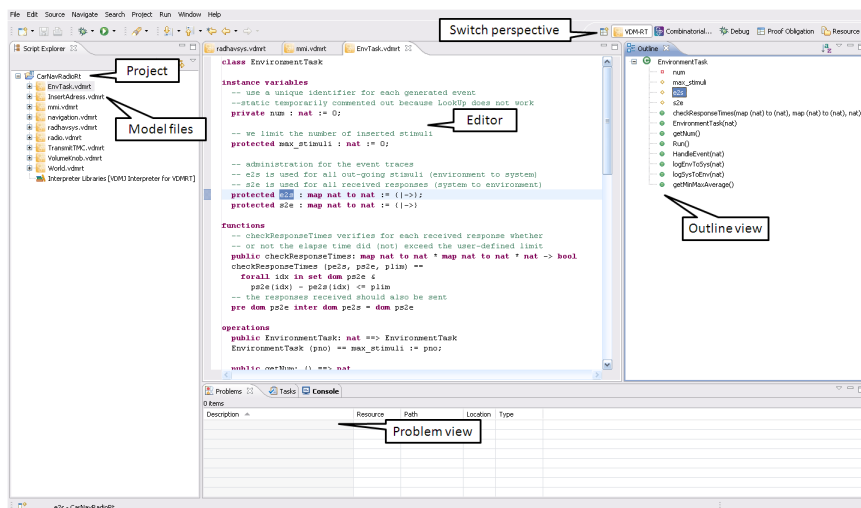 File Edit Source Navigate Search Project Run Window Help
Switch perspective
VDM-RT Combinatorial... Debug Proof Obligation Resource
Script Explorer
CarNavRadioRt
EnvTask.vdmrt
InsertAdress.vdmrt
mmi.vdmrt
navigation.vdmrt
radhavsys.vdmrt
radio.vdmrt
TransmitTMC.vdmrt
VolumeKnob.vdmrt
World.vdmrt
Interpreter Libraries [VDMJ Interpreter for VDMRT]
Project
Model files
radhavsys.vdmrt mmi.vdmrt EnvTask.vdmrt
class EnvironmentTask
instance variables
-- use a unique identifier for each generated event
--static temporarily commented out because LookUp does not work
private num : nat := 0;
-- we limit the number of inserted stimuli
protected max_stimuli : nat := 0;
-- administration for the event traces
-- e2s is used for all out-going stimuli (environment to system)
-- s2e is used for all received responses (system to environment)
protected e2s : map nat to nat := {|->};
protected s2e : map nat to nat := {|->}
functions
-- checkResponseTimes verifies for each received response whether
-- or not the elapse time did (not) exceed the user-defined limit
public checkResponseTimes: map nat to nat * map nat to nat * nat -> bool
checkResponseTimes (pe2s, ps2e, plim) ==
forall idx in set dom ps2e &
ps2e(idx) - pe2s(idx) <= plim
-- the responses received should also be sent
pre dom ps2e inter dom pe2s = dom ps2e
operations
public EnvironmentTask: nat ==> EnvironmentTask
EnvironmentTask (pno) == max_stimuli := pno;
public getNum: () ==> nat
Editor
Outline
EnvironmentTask
num
max_stimuli
e2s
s2e
checkResponseTimes(map (nat) to (nat), map (nat) to (nat), nat)
EnvironmentTask(nat)
getNum()
Run()
HandleEvent(nat)
logEnvToSys(nat)
logSysToEnv(nat)
getMinMaxAverage()
Outline view
Problems Tasks Console
0 items
Description Resource Path Location Type
Problem view
e2s - CarNavRadioRt